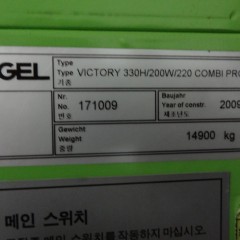 GEL
Type
Type VICTORY 330H/200W/220 COMBI PRO
기종
Nr. Baujahr
No. 171009 Year of constr. 2009
번호 제조년도
Gewicht
Weight 14900 kg
중량
메인 스위치